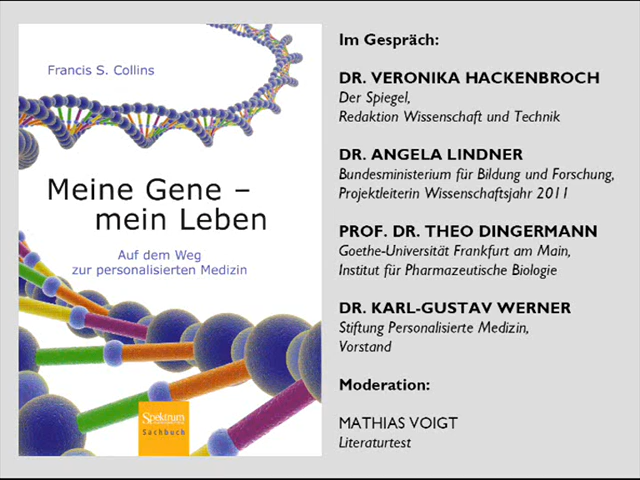 Francis S. Collins
Meine Gene –
mein Leben
Auf dem Weg
zur personalisierten Medizin
Spektrum
Sachbuch
Im Gespräch:
DR. VERONIKA HACKENBROCH
Der Spiegel,
Redaktion Wissenschaft und Technik
DR. ANGELA LINDNER
Bundesministerium für Bildung und Forschung,
Projektleiterin Wissenschaftsjahr 2011
PROF. DR. THEO DINGERMANN
Goethe-Universität Frankfurt am Main,
Institut für Pharmazeutische Biologie
DR. KARL-GUSTAV WERNER
Stiftung Personalisierte Medizin,
Vorstand
Moderation:
MATHIAS VOIGT
Literaturtest